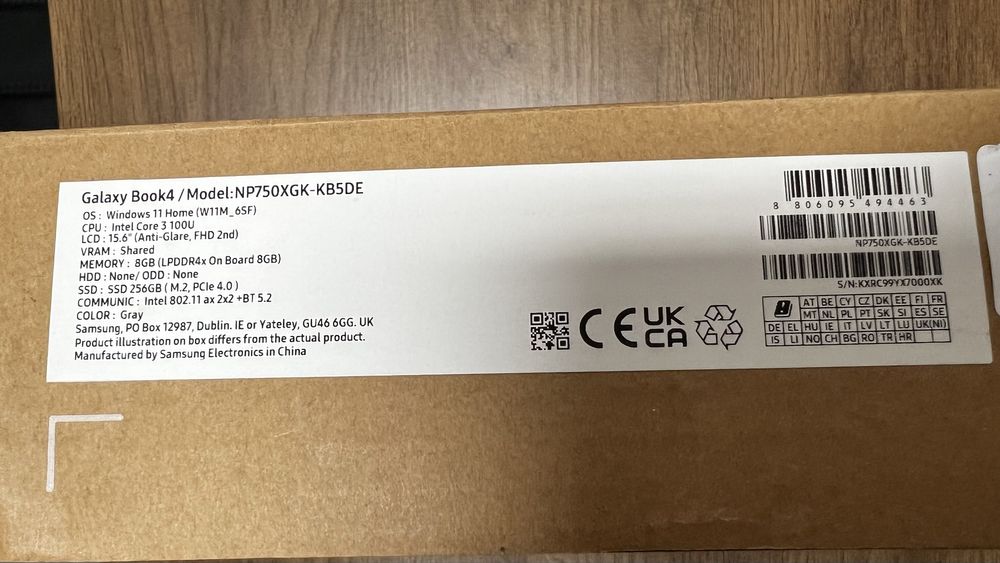 Galaxy Book4 / Model:NP750XGK-KB5DE
OS : Windows 11 Home (W11M_6SF)
CPU : Intel Core 3 100U
LCD : 15.6" (Anti-Glare, FHD 2nd)
VRAM : Shared
MEMORY : 8GB (LPDDR4x On Board 8GB)
HDD : None/ ODD : None
SSD : SSD 256GB ( M.2, PCIe 4.0 )
COMMUNIC : Intel 802.11 ax 2x2 +BT 5.2
COLOR : Gray
Samsung, PO Box 12987, Dublin. IE or Yateley, GU46 6GG. UK
Product illustration on box differs from the actual product.
Manufactured by Samsung Electronics in China
CE UK
CA
8 806095 494463
NP750XGK-KB5DE
S/N:KXRC99YX7000XK
AT BE CY CZ DK EE FI FR
MT NL PL PT SK SI ES SE
DE EL HU IE IT LV LT LU UK(NI)
IS LI NO CH BG RO TR HR